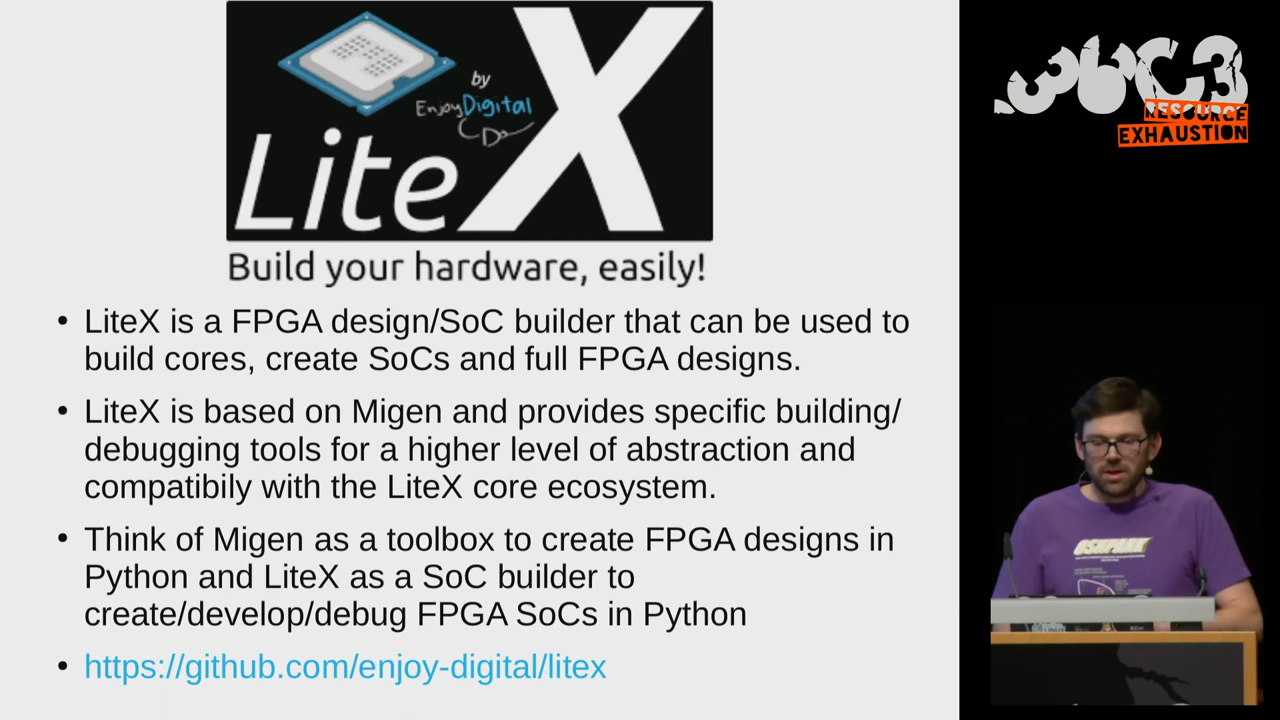 by
EnjoyDigital
LiteX
Build your hardware, easily!
• LiteX is a FPGA design/SoC builder that can be used to
build cores, create SoCs and full FPGA designs.
• LiteX is based on Migen and provides specific building/
debugging tools for a higher level of abstraction and
compatibily with the LiteX core ecosystem.
• Think of Migen as a toolbox to create FPGA designs in
Python and LiteX as a SoC builder to
create/develop/debug FPGA SoCs in Python
• https://github.com/enjoy-digital/litex
36C3
RESOURCE
EXHAUSTION
OSHPARK